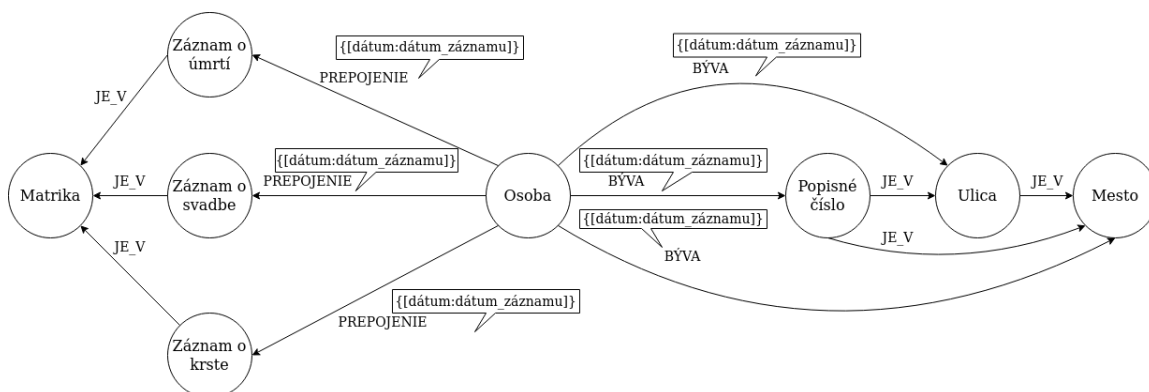 Záznam o
úmrtí
{[dátum:dátum_záznamu]}
PREPOJENIE
{[dátum:dátum_záznamu]}
BÝVA
JE_V
{[dátum:dátum_záznamu]}
PREPOJENIE
{[dátum:dátum_záznamu]}
BÝVA
Matrika
JE_V
Záznam o
svadbe
Osoba
Popisné
číslo
JE_V
Ulica
JE_V
Mesto
{[dátum:dátum_záznamu]}
BÝVA
JE_V
JE_V
{[dátum:dátum_záznamu]}
PREPOJENIE
Záznam o
krste